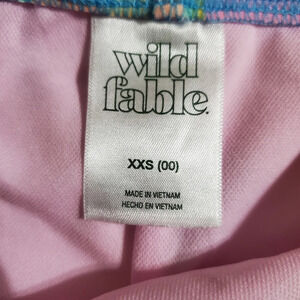 wild
fable.
XXS (00)
MADE IN VIETNAM
HECHO EN VIETNAM